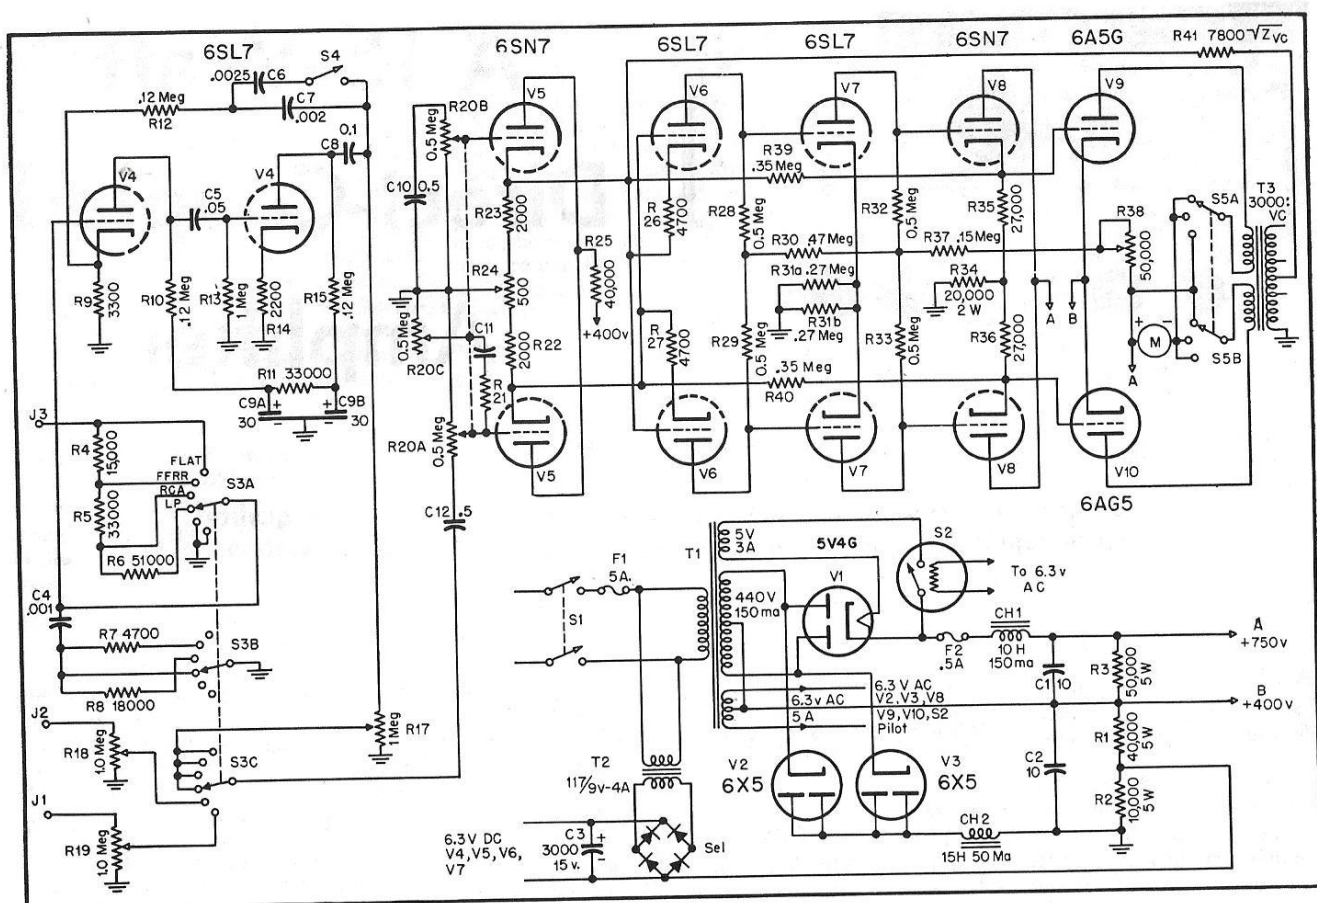 6SL7
6SN7
6SL7
6SL7
6SN7
6A5G
R41 7800√ZVC
.0025
C6
S4
.12 Meg
R12
C7
.002
0.1
C8
V4
V4
C5
.05
R9
3300
R10
.12 Meg
R13
1 Meg
2200
R14
R15
.12 Meg
R11 33000
C9A
+
30
–
C9B
+
30
–
R20B
0.5 Meg
V5
C10 0.5
R23
2000
R24
500
R25
40,000
+400v
0.5 Meg
R20C
C11
R
21
R22
2000
R20A
0.5 Meg
V5
C12 .5
V6
R
26
4700
R28
0.5 Meg
R
27
4700
R29
0.5 Meg
V6
V7
R39
.35 Meg
R30 .47 Meg
R31a .27 Meg
R31b
.27 Meg
.35 Meg
R40
V7
R32
0.5 Meg
R33
0.5 Meg
V8
R35
27,000
R37 .15 Meg
R34
20,000
2 W
R36
27,000
V8
A
B
V9
V10
6AG5
R38
50,000
S5A
S5B
+
M
–
A
T3
3000:
VC
J3
R4
15,000
R5
33000
FLAT
FFRR
RCA
LP
S3A
R6 51000
C4
.001
R7 4700
R8 18000
S3B
J2
R18
1.0 Meg
S3C
R17
1 Meg
J1
R19
1.0 Meg
F1
5A.
S1
T1
5V
3A
5V4G
V1
440V
150 ma
S2
To 6.3v
AC
F2
.5A
CH1
10 H
150 ma
C1 10
R3
50,000
5W
A
+750v
B
+400v
6.3v AC
5 A
6.3 V AC
V2, V3, V8
V9, V10, S2
Pilot
R1
40,000
5W
C2
10
R2
10,000
5 W
T2
117/9v-4A
V2
6X5
V3
6X5
CH2
15H 50 Ma
6.3V DC
V4, V5, V6,
V7
C3
3000
15 v.
+
–
Sel